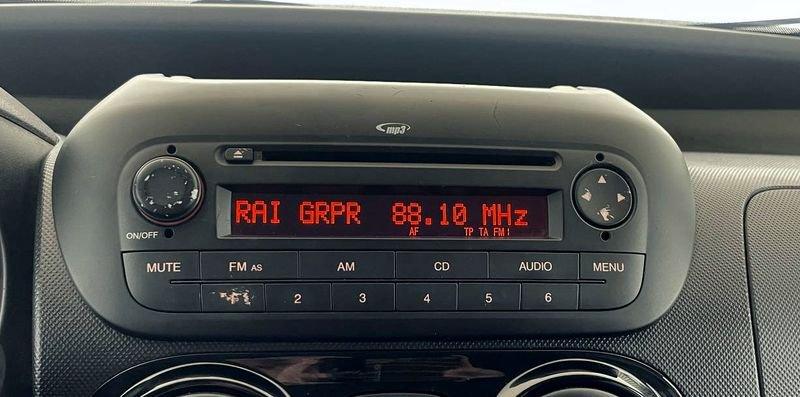 mp3
RAI GRPR 88.10 MHz
AF TP TA FM1
ON/OFF
MUTE FM AS AM CD AUDIO MENU
2 3 4 5 6